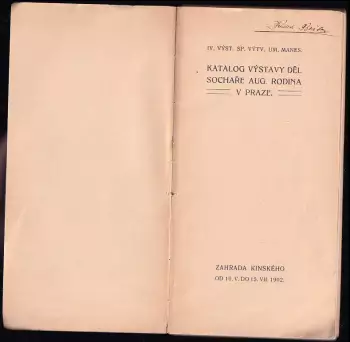 IV. VÝST. SP. VÝTV. UM. MANES.
KATALOG VÝSTAVY DĚL
SOCHAŘE AUG. RODINA
V PRAZE.
ZAHRADA KINSKÉHO
OD 10. V. DO 15. VII. 1902.